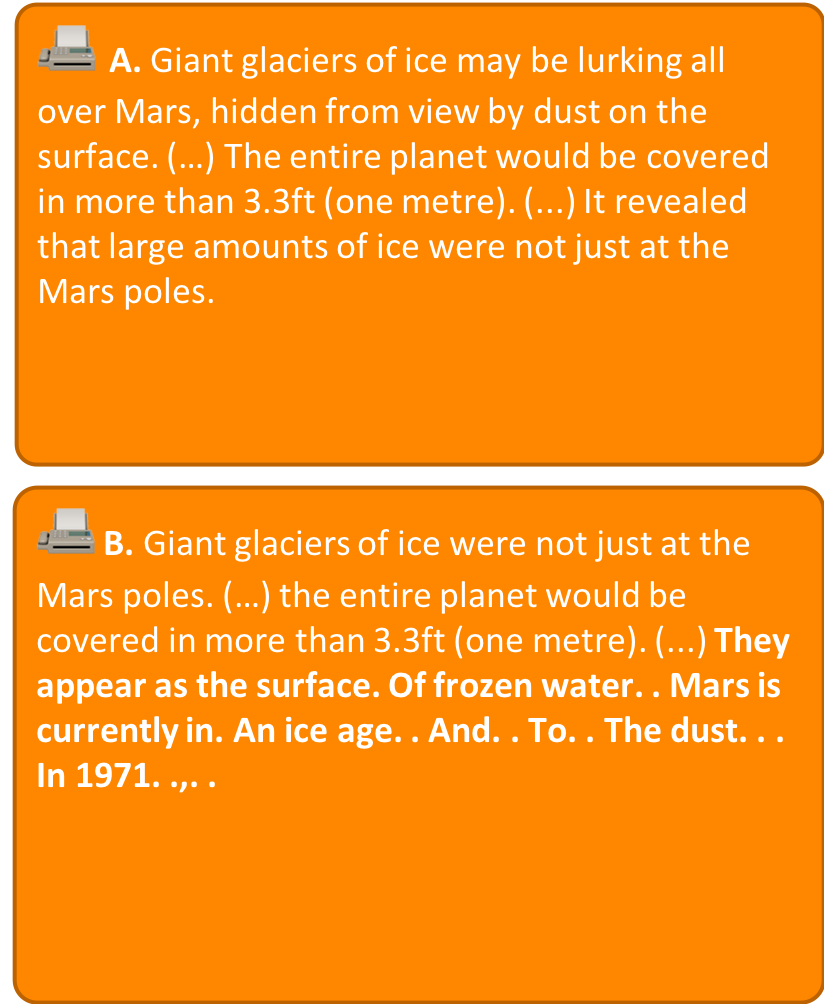 A. Giant glaciers of ice may be lurking all
over Mars, hidden from view by dust on the
surface. (…) The entire planet would be covered
in more than 3.3ft (one metre). (...) It revealed
that large amounts of ice were not just at the
Mars poles.
B. Giant glaciers of ice were not just at the
Mars poles. (…) the entire planet would be
covered in more than 3.3ft (one metre). (...) They
appear as the surface. Of frozen water. . Mars is
currently in. An ice age. . And. . To. . The dust. . .
In 1971. .,. .